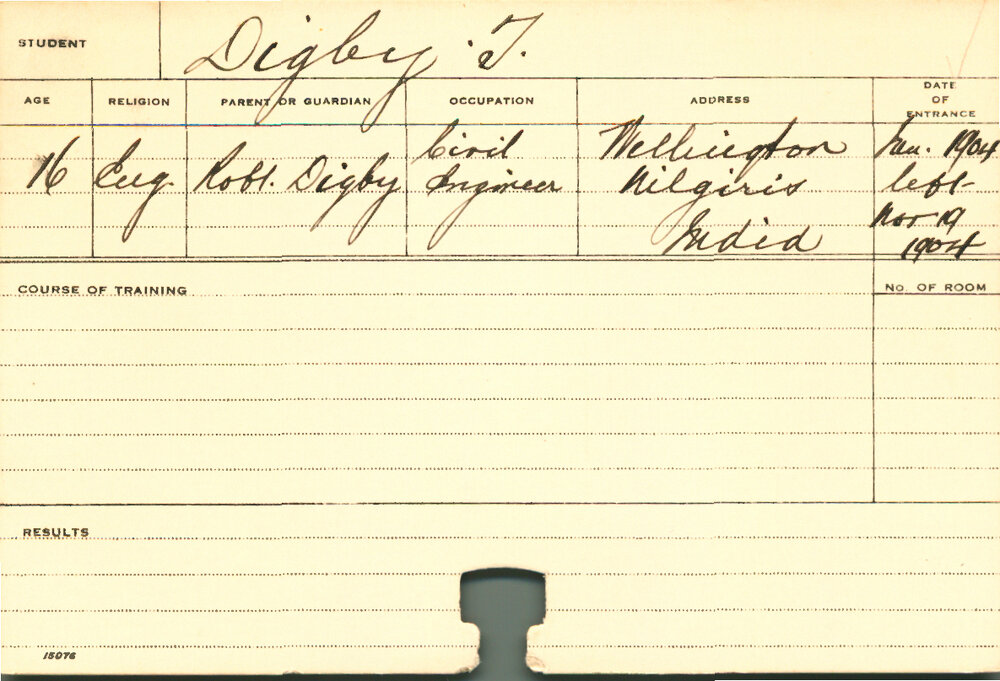 STUDENT Digby T.
AGE RELIGION PARENT OR GUARDIAN OCCUPATION ADDRESS DATE OF ENTRANCE
16 Eng. Robt. Digby Civil Engineer Wellington Nilgiris India Jan. 1904 left Nov 19 1904
COURSE OF TRAINING
No. OF ROOM
RESULTS
15076